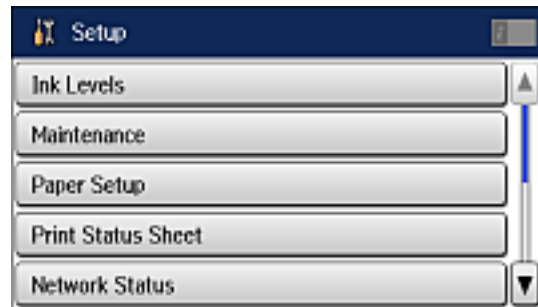 Setup
Ink Levels
Maintenance
Paper Setup
Print Status Sheet
Network Status